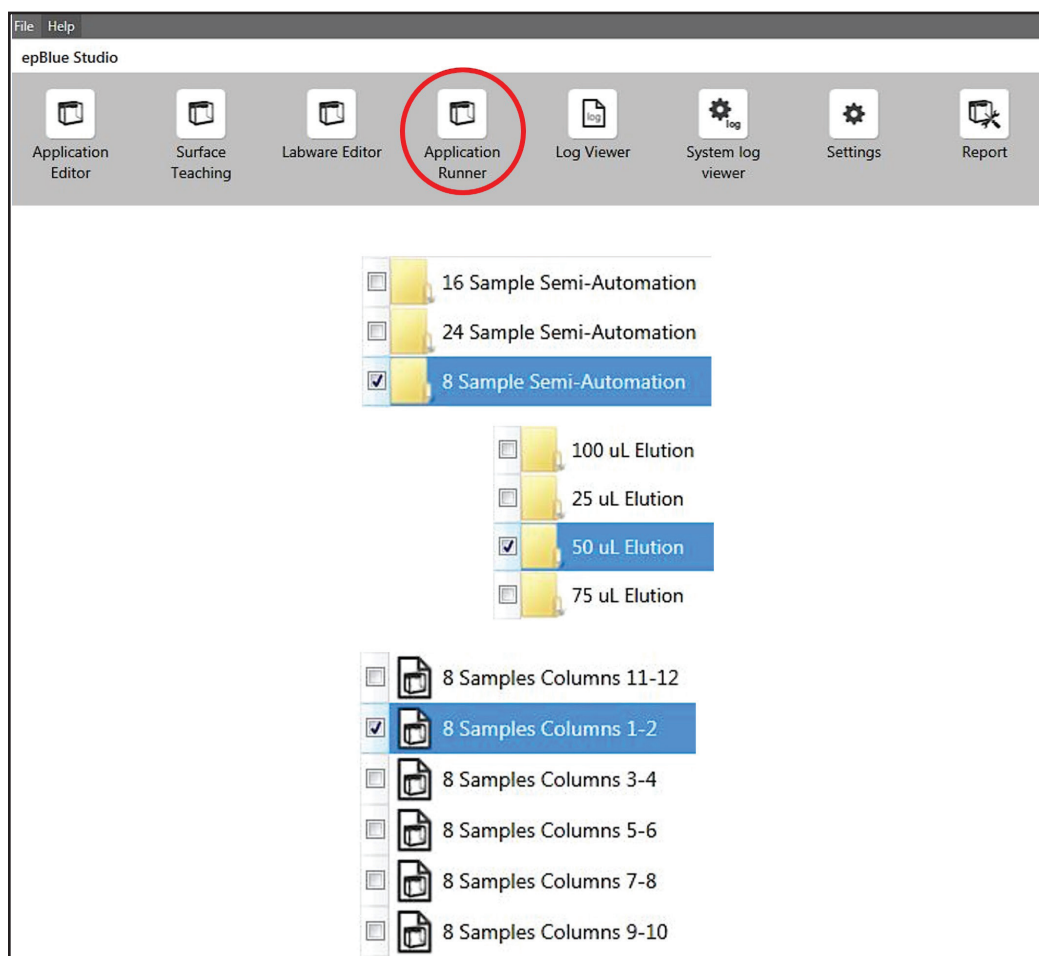 File Help
epBlue Studio
Application Editor
Surface Teaching
Labware Editor
Application Runner
Log Viewer
log
System log viewer
log
Settings
Report
16 Sample Semi-Automation
24 Sample Semi-Automation
8 Sample Semi-Automation
100 uL Elution
25 uL Elution
50 uL Elution
75 uL Elution
8 Samples Columns 11-12
8 Samples Columns 1-2
8 Samples Columns 3-4
8 Samples Columns 5-6
8 Samples Columns 7-8
8 Samples Columns 9-10